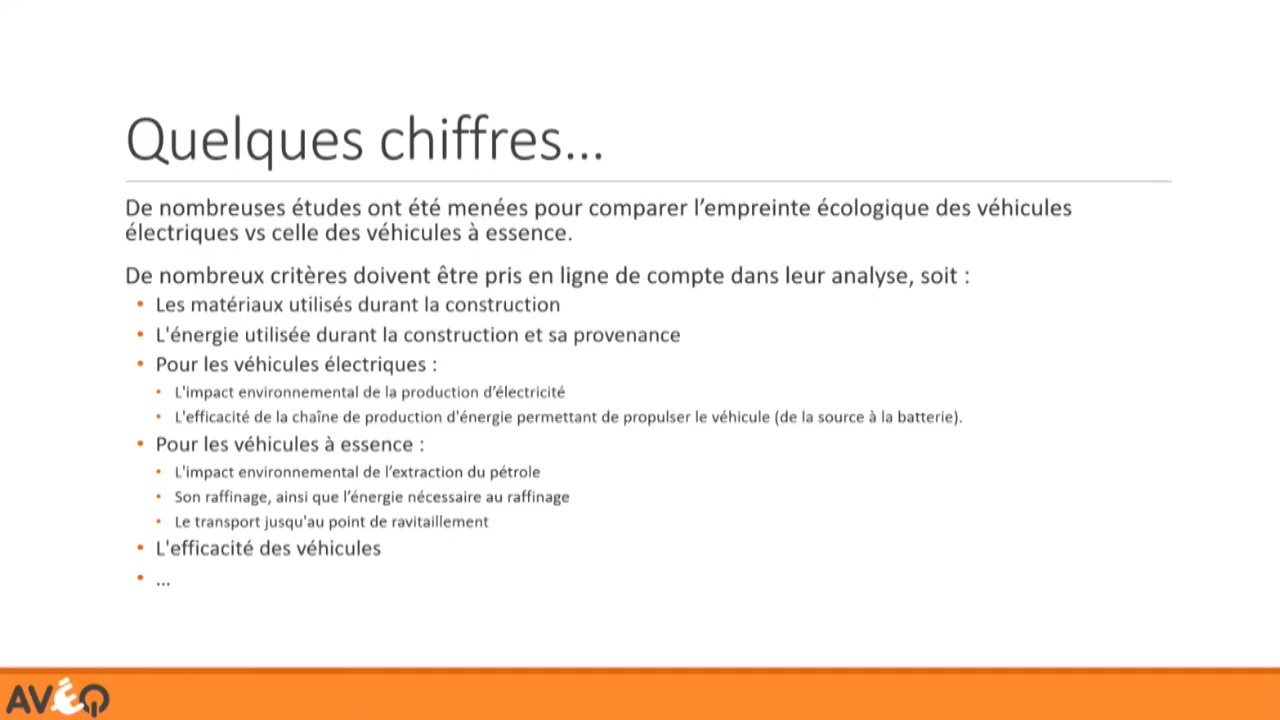 Quelques chiffres...
De nombreuses études ont été menées pour comparer l’empreinte écologique des véhicules
électriques vs celle des véhicules à essence.
De nombreux critères doivent être pris en ligne de compte dans leur analyse, soit :
• Les matériaux utilisés durant la construction
• L'énergie utilisée durant la construction et sa provenance
• Pour les véhicules électriques :
• L'impact environnemental de la production d’électricité
• L'efficacité de la chaîne de production d'énergie permettant de propulser le véhicule (de la source à la batterie).
• Pour les véhicules à essence :
• L'impact environnemental de l’extraction du pétrole
• Son raffinage, ainsi que l’énergie nécessaire au raffinage
• Le transport jusqu'au point de ravitaillement
• L'efficacité des véhicules
• ...
AVÉQ